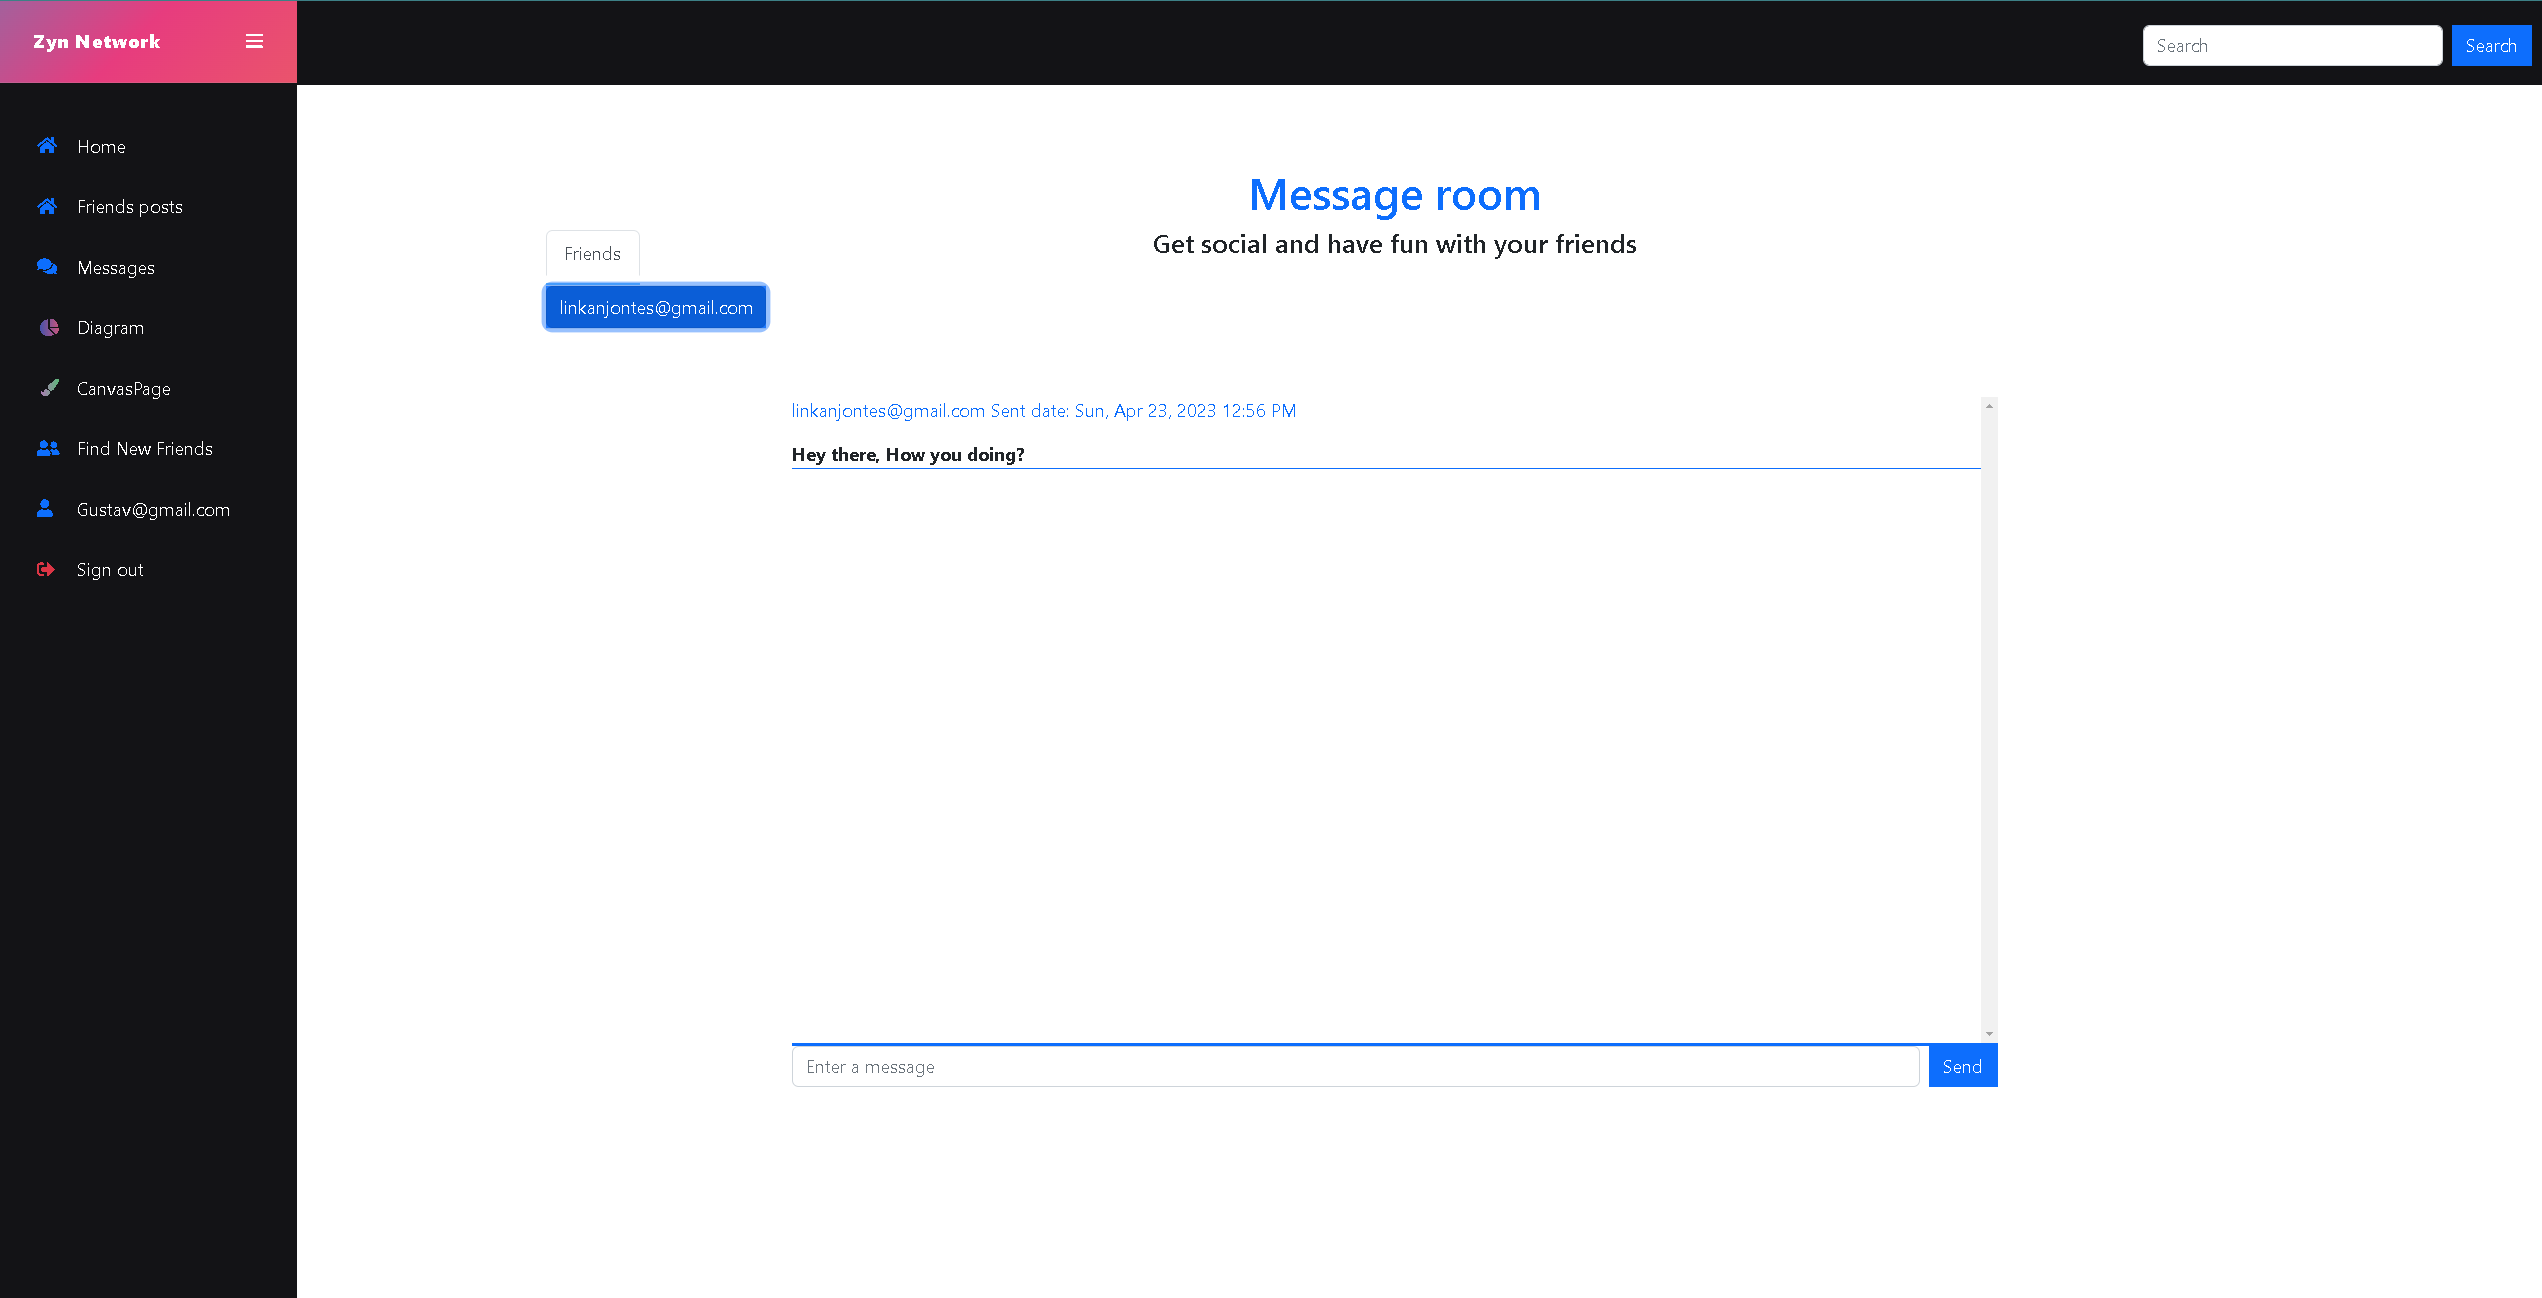 Zyn Network
Search
Search
Home
Friends posts
Messages
Diagram
CanvasPage
Find New Friends
Gustav@gmail.com
Sign out
Message room
Get social and have fun with your friends
Friends
linkanjontes@gmail.com
linkanjontes@gmail.com Sent date: Sun, Apr 23, 2023 12:56 PM
Hey there, How you doing?
Enter a message
Send